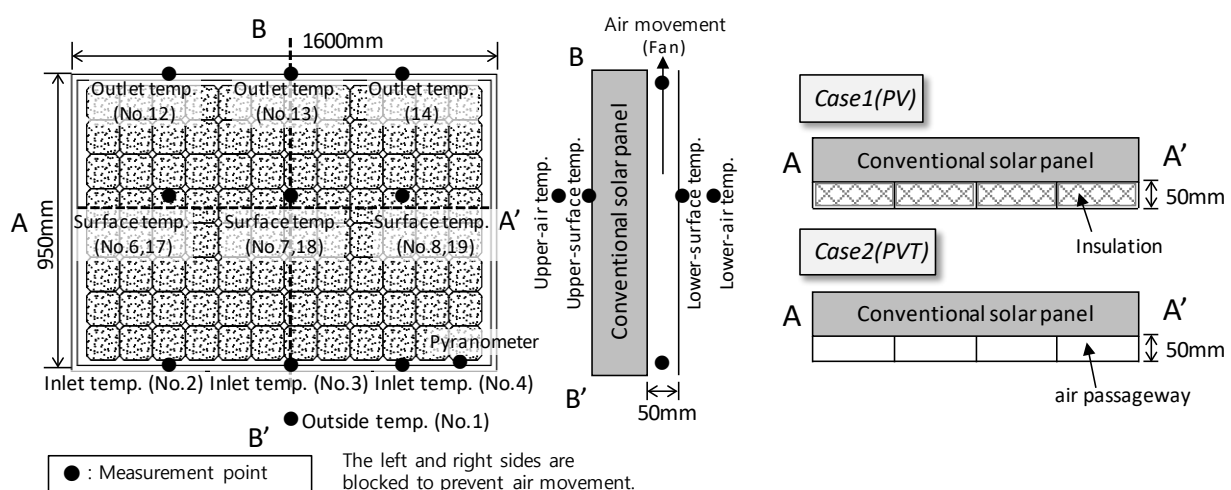 B
1600mm
Outlet temp.
(No.12)
Outlet temp.
(No.13)
Outlet temp.
(14)
A
A’
950mm
Surface temp.
(No.6,17)
Surface temp.
(No.7,18)
Surface temp.
(No.8,19)
Pyranometer
Inlet temp. (No.2)
Inlet temp. (No.3)
Inlet temp. (No.4)
Outside temp. (No.1)
B’
: Measurement point
The left and right sides are
blocked to prevent air movement.
Air movement
(Fan)
B
Upper-air temp.
Upper-surface temp.
Conventional solar panel
Lower-surface temp.
Lower-air temp.
B’
50mm
Case1(PV)
A
A’
Conventional solar panel
50mm
Insulation
Case2(PVT)
A
A’
Conventional solar panel
50mm
air passageway